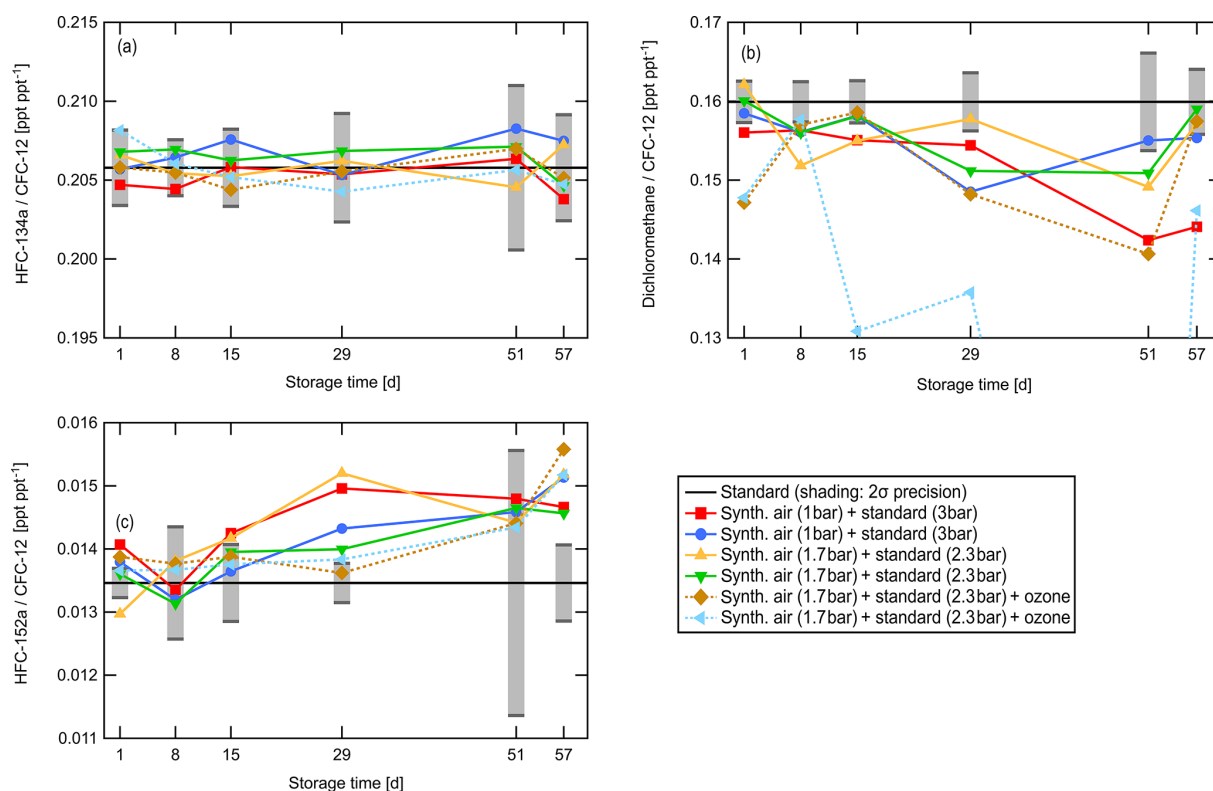 (a)
HFC-134a / CFC-12 [ppt ppt⁻¹]
0.215
0.210
0.205
0.200
0.195
1 8 15 29 51 57
Storage time [d]
(b)
Dichloromethane / CFC-12 [ppt ppt⁻¹]
0.17
0.16
0.15
0.14
0.13
1 8 15 29 51 57
Storage time [d]
(c)
HFC-152a / CFC-12 [ppt ppt⁻¹]
0.016
0.015
0.014
0.013
0.012
0.011
1 8 15 29 51 57
Storage time [d]
Standard (shading: 2σ precision)
Synth. air (1bar) + standard (3bar)
Synth. air (1bar) + standard (3bar)
Synth. air (1.7bar) + standard (2.3bar)
Synth. air (1.7bar) + standard (2.3bar)
Synth. air (1.7bar) + standard (2.3bar) + ozone
Synth. air (1.7bar) + standard (2.3bar) + ozone